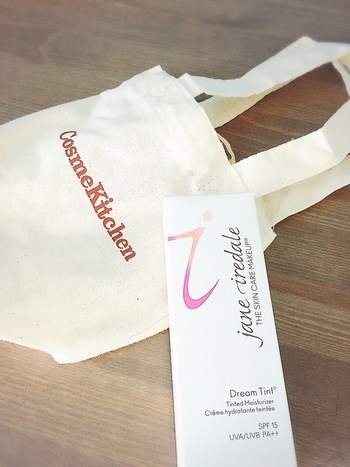 CosmeKitchen
jane iredale
THE SKIN CARE MAKEUP®
Dream Tint®
Tinted Moisturizer
Crème hydratante teintée
SPF 15
UVA/UVB PA++